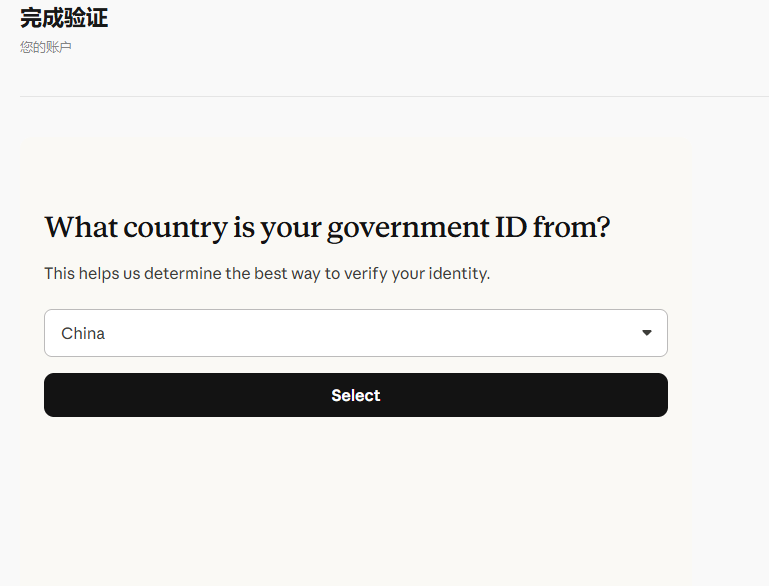 完成验证
您的账户
What country is your government ID from?
This helps us determine the best way to verify your identity.
China
Select